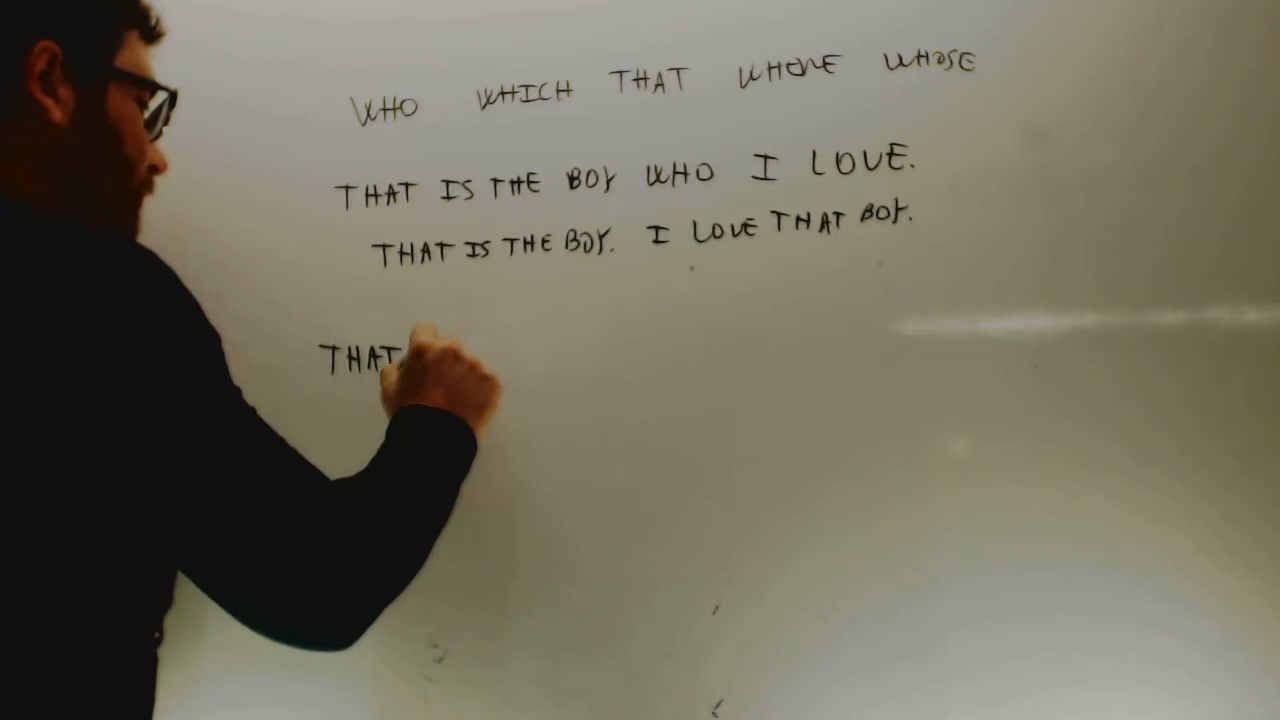 WHO WHICH THAT WHERE WHOSE
THAT IS THE BOY WHO I LOVE.
THAT IS THE BOY. I LOVE THAT BOY.
THAT